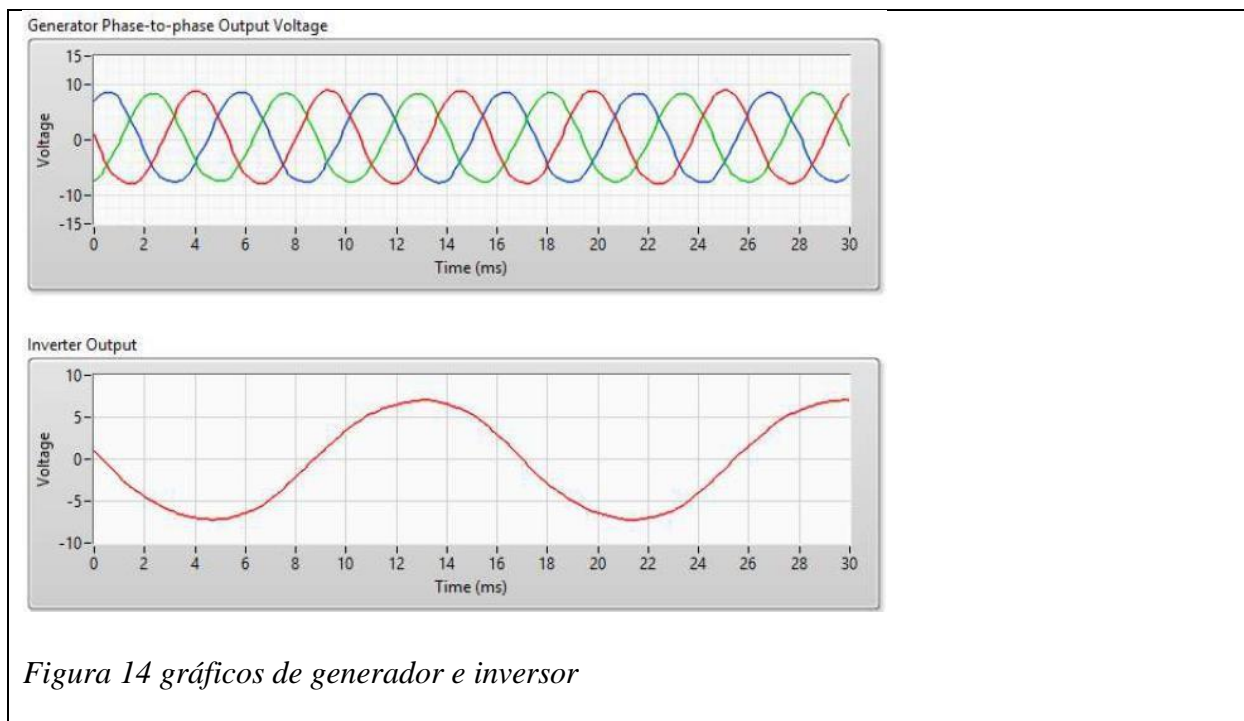 Generator Phase-to-phase Output Voltage
15
10
0
-10
-15
Voltage
0 2 4 6 8 10 12 14 16 18 20 22 24 26 28 30
Time (ms)
Inverter Output
10
5
0
-5
-10
Voltage
0 2 4 6 8 10 12 14 16 18 20 22 24 26 28 30
Time (ms)
Figura 14 gráficos de generador e inversor